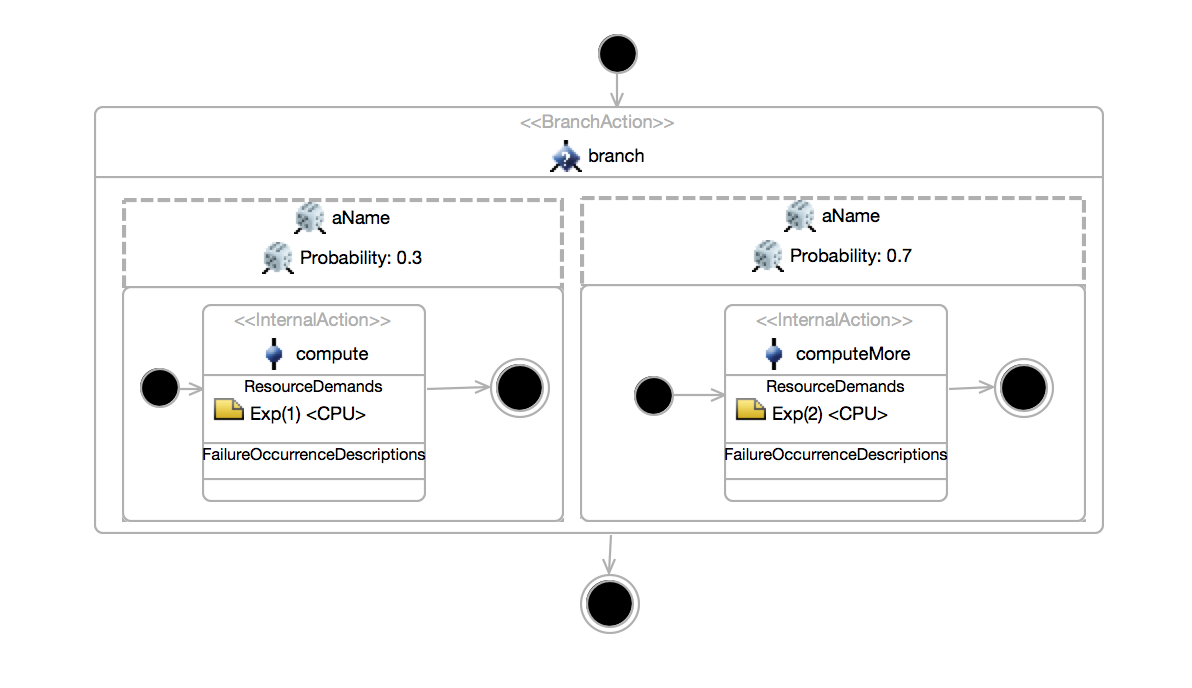 <<BranchAction>>
branch
aName
Probability: 0.3
<<InternalAction>>
compute
ResourceDemands
Exp(1) <CPU>
FailureOccurrenceDescriptions
aName
Probability: 0.7
<<InternalAction>>
computeMore
ResourceDemands
Exp(2) <CPU>
FailureOccurrenceDescriptions